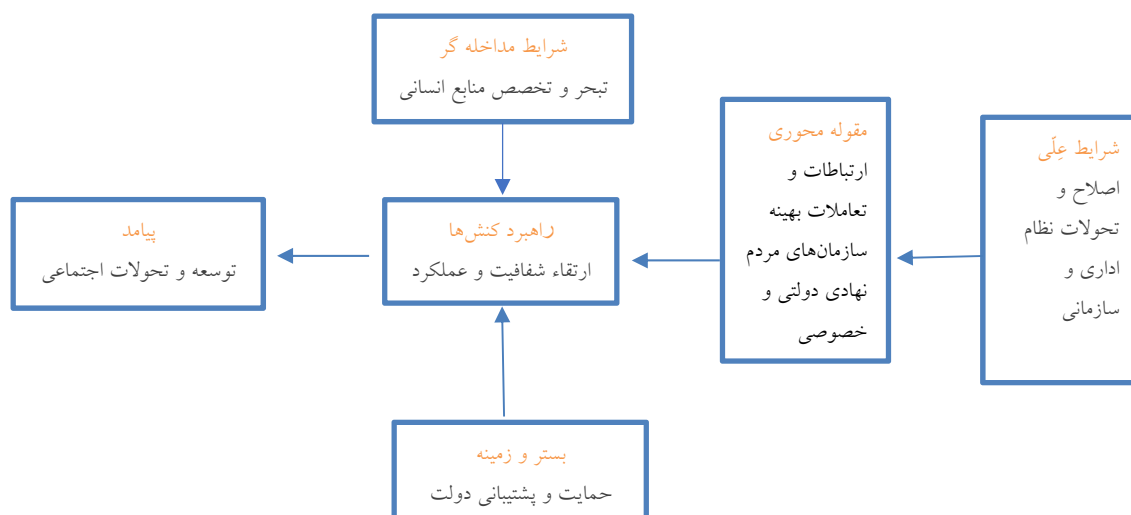 شرایط مداخله گر
تبحر و تخصص منابع انسانی
شرایط عِلّی
اصلاح و
تحولات نظام
اداری و
سازمانی
مقوله محوری
ارتباطات و
تعاملات بهینه
سازمان‌های مردم
نهادی دولتی و
خصوصی
راهبرد کنش‌ها
ارتقاء شفافیت و عملکرد
پیامد
توسعه و تحولات اجتماعی
بستر و زمینه
حمایت و پشتیبانی دولت